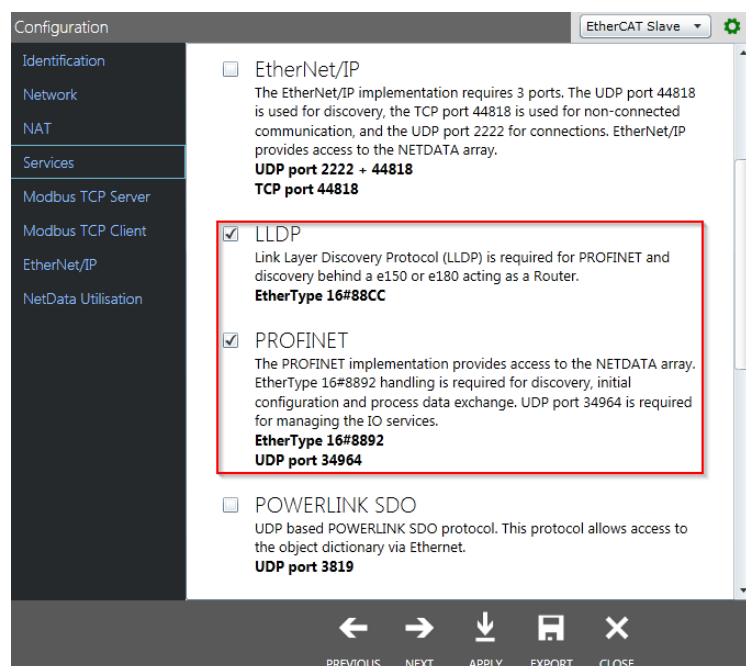 Configuration
EtherCAT Slave
Identification
Network
NAT
Services
Modbus TCP Server
Modbus TCP Client
EtherNet/IP
NetData Utilisation
EtherNet/IP
The EtherNet/IP implementation requires 3 ports. The UDP port 44818
is used for discovery, the TCP port 44818 is used for non-connected
communication, and the UDP port 2222 for connections. EtherNet/IP
provides access to the NETDATA array.
UDP port 2222 + 44818
TCP port 44818
LLDP
Link Layer Discovery Protocol (LLDP) is required for PROFINET and
discovery behind a e150 or e180 acting as a Router.
EtherType 16#88CC
PROFINET
The PROFINET implementation provides access to the NETDATA array.
EtherType 16#8892 handling is required for discovery, initial
configuration and process data exchange. UDP port 34964 is required
for managing the IO services.
EtherType 16#8892
UDP port 34964
POWERLINK SDO
UDP based POWERLINK SDO protocol. This protocol allows access to
the object dictionary via Ethernet.
UDP port 3819
PREVIOUS NEXT APPLY EXPORT CLOSE